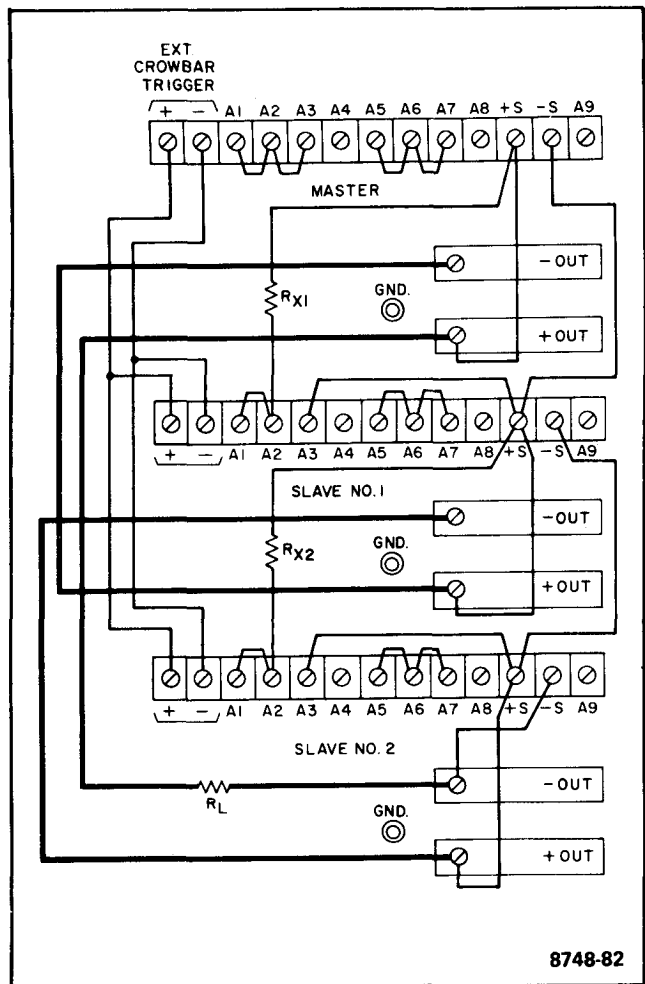 EXT.
CROWBAR
TRIGGER
+ - A1 A2 A3 A4 A5 A6 A7 A8 +S -S A9
MASTER
-OUT
RX1
GND.
+OUT
+ - A1 A2 A3 A4 A5 A6 A7 A8 +S -S A9
SLAVE NO. 1
-OUT
RX2
GND.
+OUT
+ - A1 A2 A3 A4 A5 A6 A7 A8 +S -S A9
SLAVE NO. 2
RL
-OUT
GND.
+OUT
8748-82